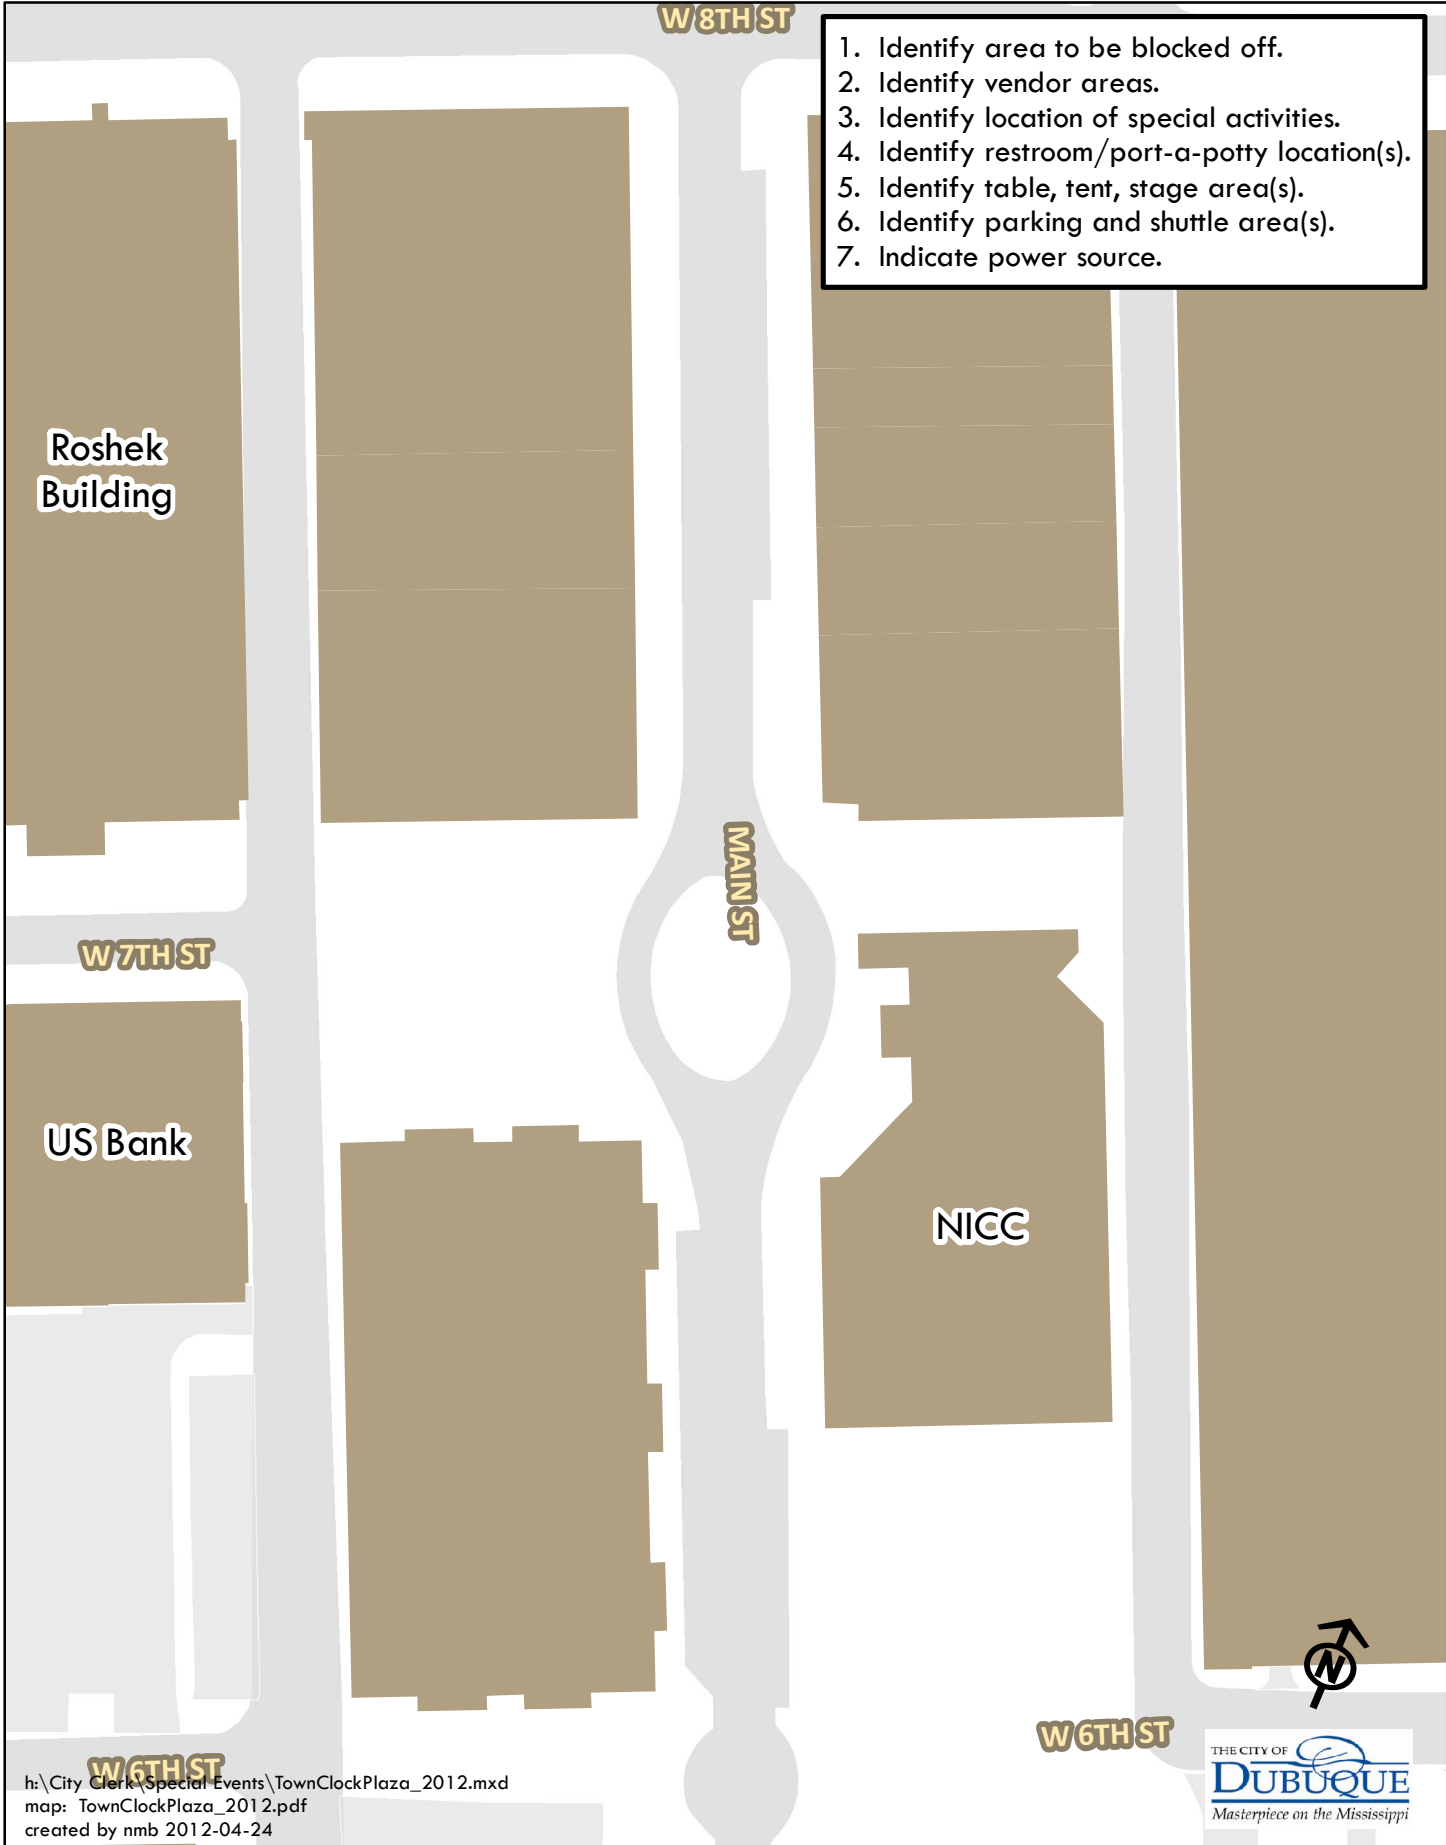 W 8TH ST
1. Identify area to be blocked off.
2. Identify vendor areas.
3. Identify location of special activities.
4. Identify restroom/port-a-potty location(s).
5. Identify table, tent, stage area(s).
6. Identify parking and shuttle area(s).
7. Indicate power source.
Roshek
Building
MAIN ST
W 7TH ST
US Bank
NICC
N
W 6TH ST
W 6TH ST
h:\City Clerk\Special Events\TownClockPlaza_2012.mxd
map: TownClockPlaza_2012.pdf
created by nmb 2012-04-24
THE CITY OF
DUBUQUE
Masterpiece on the Mississippi